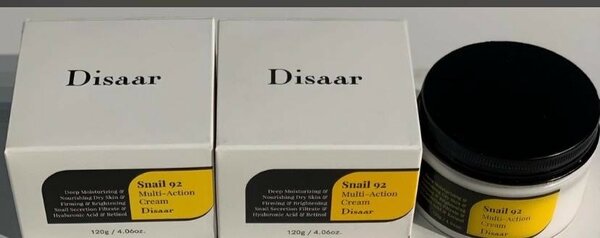 Disaar
Deep Moisturizing &
Nourishing Dry Skin &
Firming & Brightening
Snail Secretion Filtrate &
Hyaluronic Acid & Retinol
Snail 92
Multi-Action
Cream
Disaar
120g / 4.06oz.
Disaar
Deep Moisturizing &
Nourishing Dry Skin &
Firming & Brightening
Snail Secretion Filtrate &
Hyaluronic Acid & Retinol
Snail 92
Multi-Action
Cream
Disaar
120g / 4.06oz.
Snail 92
Multi-Action
Cream
Disaar